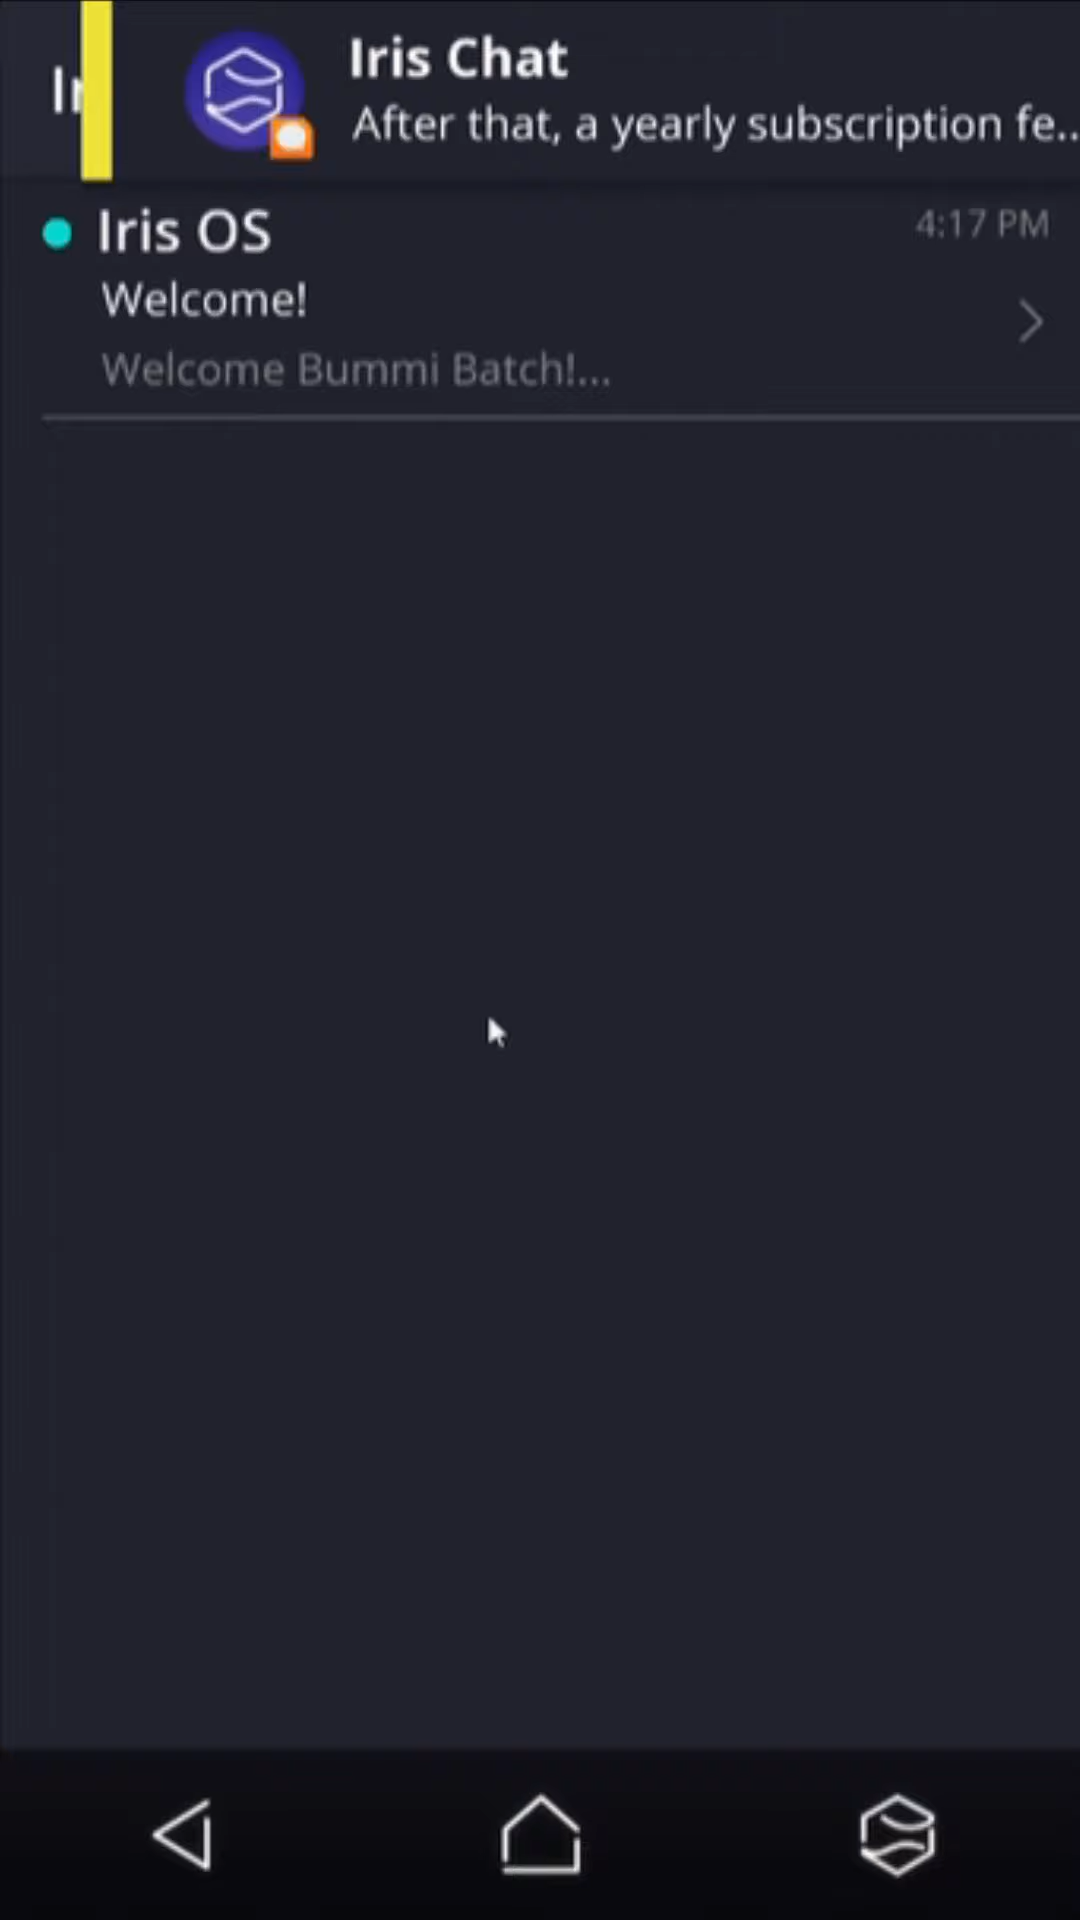 Iris Chat
After that, a yearly subscription fe..
Iris OS
4:17 PM
Welcome!
Welcome Bummi Batch!...